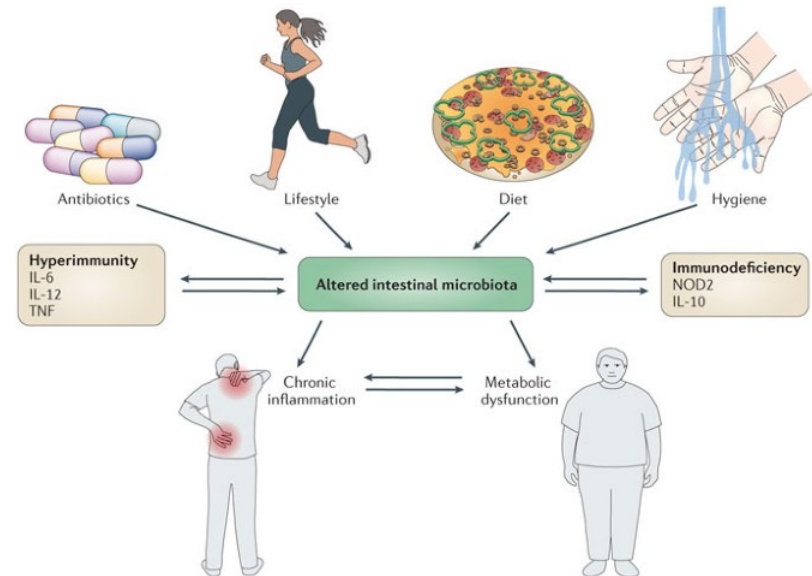 Antibiotics
Lifestyle
Diet
Hygiene
Hyperimmunity
IL-6
IL-12
TNF
Altered intestinal microbiota
Immunodeficiency
NOD2
IL-10
Chronic
inflammation
Metabolic
dysfunction